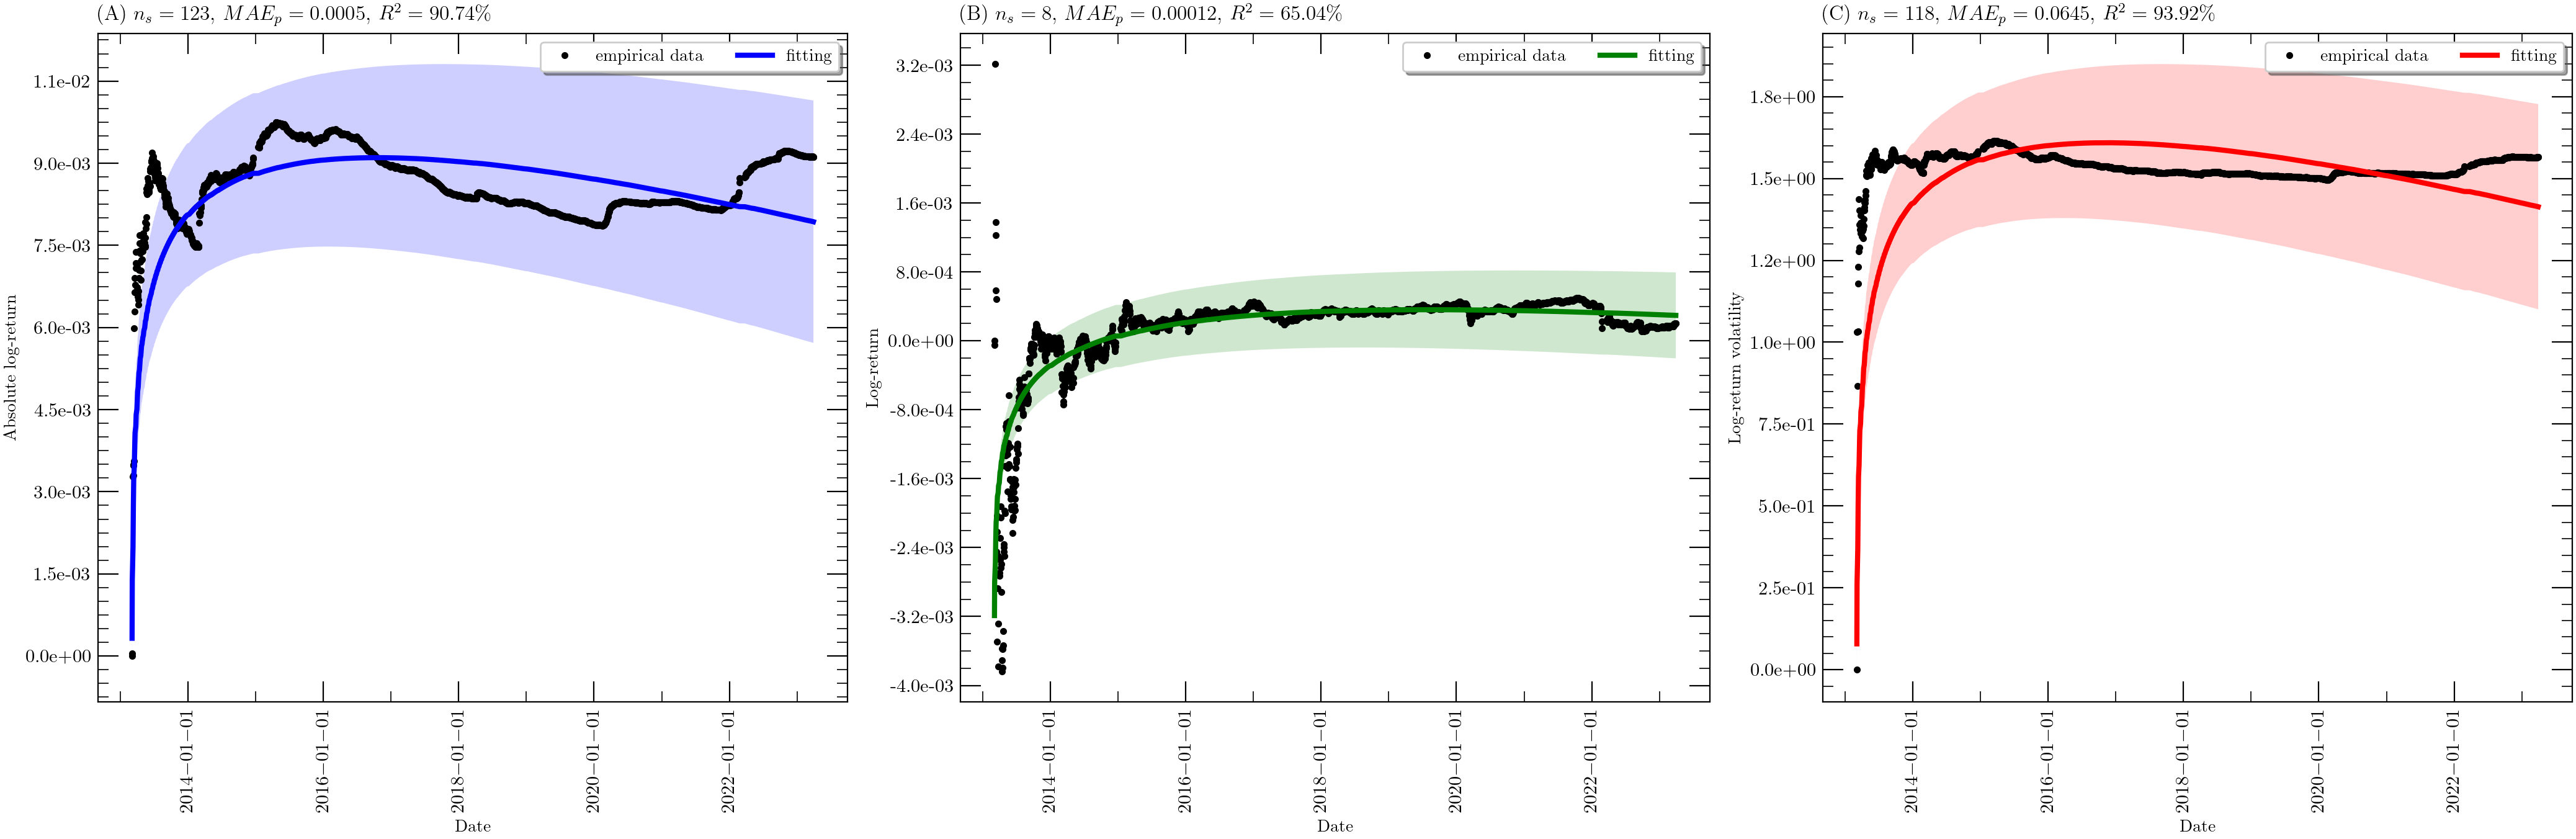 (A) n_s = 123, MAE_p = 0.0005, R² = 90.74%
empirical data
fitting
1.1e-02
9.0e-03
7.5e-03
6.0e-03
4.5e-03
3.0e-03
1.5e-03
0.0e+00
Absolute log-return
2014−01−01
2016−01−01
2018−01−01
2020−01−01
2022−01−01
Date
(B) n_s = 8, MAE_p = 0.00012, R² = 65.04%
empirical data
fitting
3.2e-03
2.4e-03
1.6e-03
8.0e-04
0.0e+00
-8.0e-04
-1.6e-03
-2.4e-03
-3.2e-03
-4.0e-03
Log-return
2014−01−01
2016−01−01
2018−01−01
2020−01−01
2022−01−01
Date
(C) n_s = 118, MAE_p = 0.0645, R² = 93.92%
empirical data
fitting
1.8e+00
1.5e+00
1.2e+00
1.0e+00
7.5e-01
5.0e-01
2.5e-01
0.0e+00
Log-return volatility
2014−01−01
2016−01−01
2018−01−01
2020−01−01
2022−01−01
Date